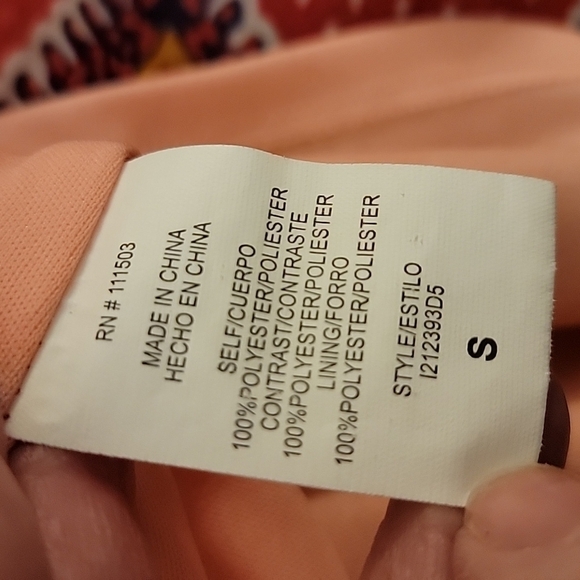 RN # 111503
MADE IN CHINA
HECHO EN CHINA
SELF/CUERPO
100%POLYESTER/POLIESTER
CONTRAST/CONTRASTE
100%POLYESTER/POLIESTER
LINING/FORRO
100%POLYESTER/POLIESTER
STYLE/ESTILO
I212393D5
S